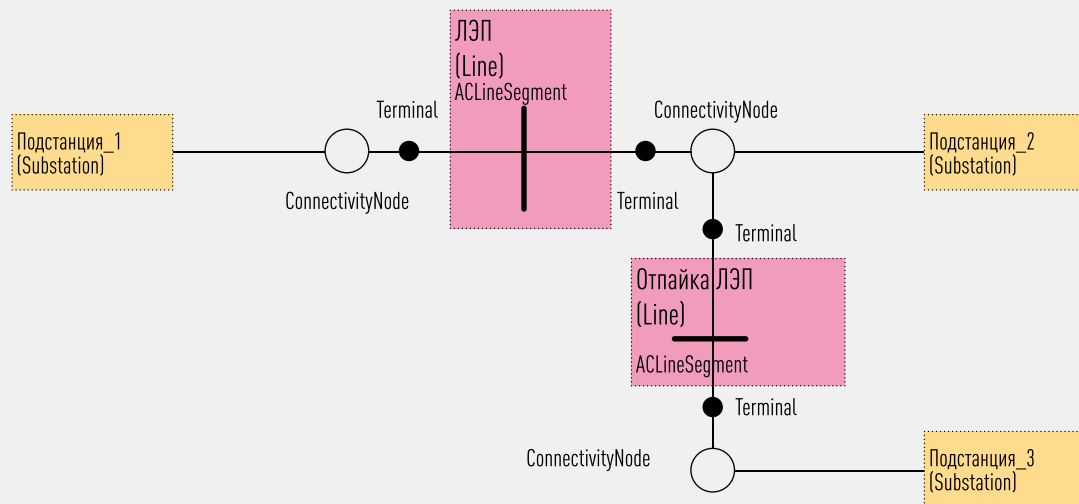 ЛЭП
(Line)
ACLineSegment
Terminal
ConnectivityNode
Подстанция_1
(Substation)
Подстанция_2
(Substation)
ConnectivityNode
Terminal
Terminal
Отпайка ЛЭП
(Line)
ACLineSegment
Terminal
ConnectivityNode
Подстанция_3
(Substation)